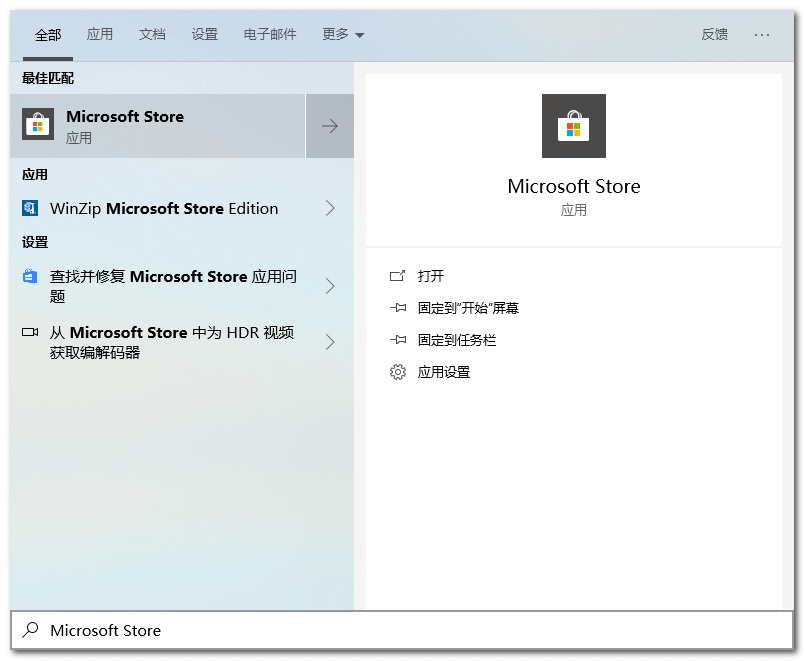 全部 应用 文档 设置 电子邮件 更多 反馈 ...
最佳匹配
Microsoft Store
应用
应用
WinZip Microsoft Store Edition
设置
查找并修复 Microsoft Store 应用问
题
从 Microsoft Store 中为 HDR 视频
获取编解码器
Microsoft Store
应用
打开
固定到"开始"屏幕
固定到任务栏
应用设置
Microsoft Store